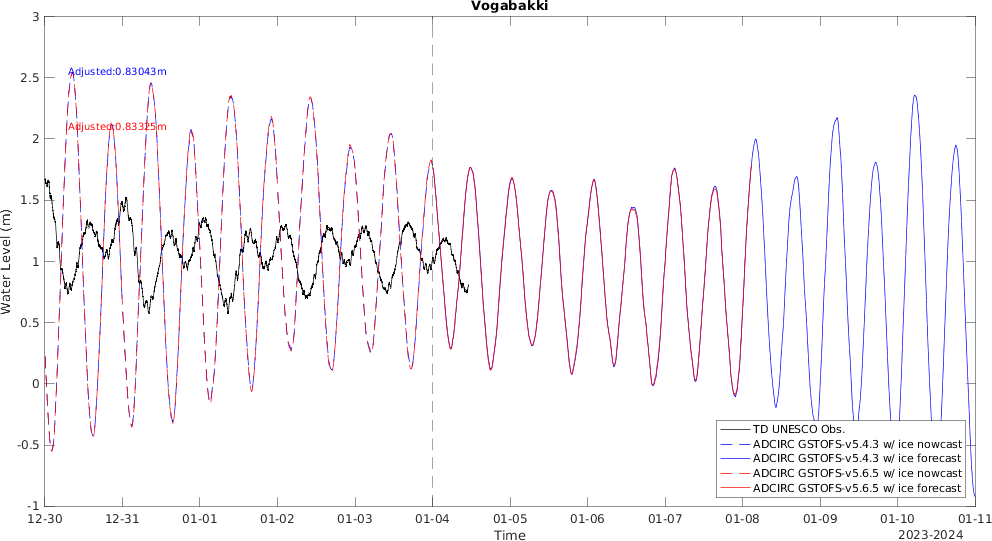 Vogabakki
3
2.5
2
1.5
1
0.5
0
-0.5
-1
Water Level (m)
Adjusted:0.83043m
Adjusted:0.83325m
TD UNESCO Obs.
ADCIRC GSTOFS-v5.4.3 w/ ice nowcast
ADCIRC GSTOFS-v5.4.3 w/ ice forecast
ADCIRC GSTOFS-v5.6.5 w/ ice nowcast
ADCIRC GSTOFS-v5.6.5 w/ ice forecast
12-30 12-31 01-01 01-02 01-03 01-04 01-05 01-06 01-07 01-08 01-09 01-10 01-11
Time
2023-2024